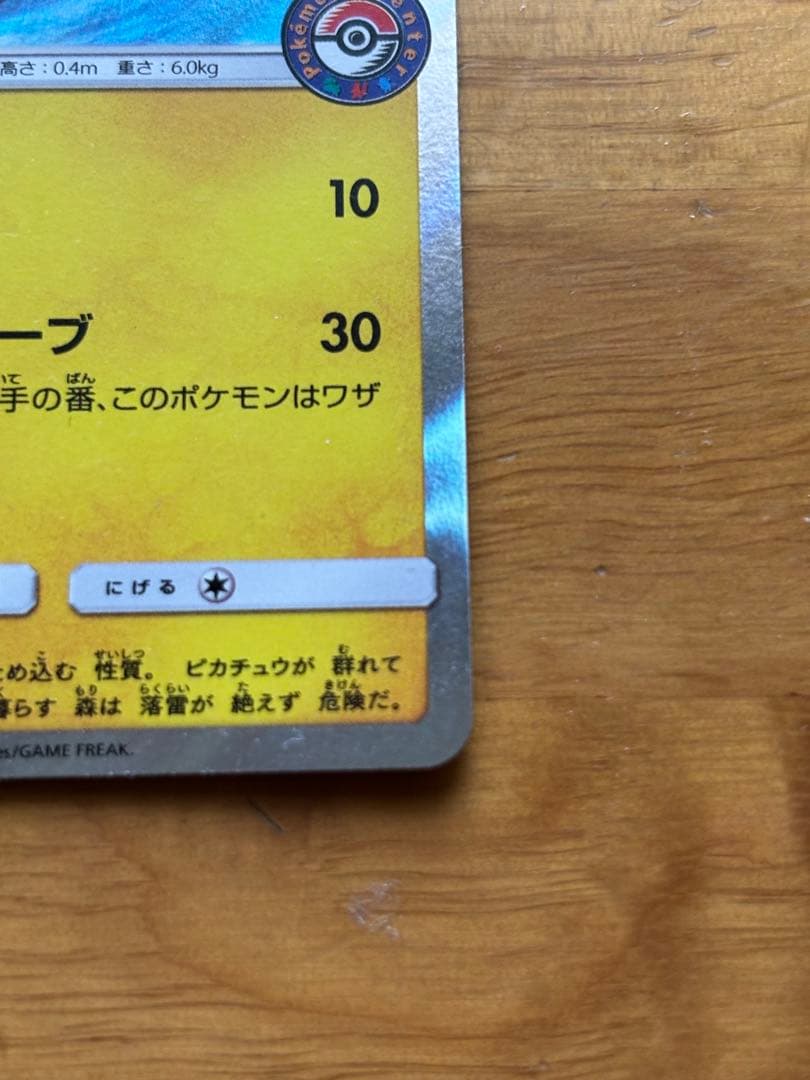 Pokémon Center
高さ：0.4m 重さ：6.0kg
10
ーブ 30
手の番、このポケモンはワザ
にげる
め込む 性質。 ピカチュウが 群れて
暮らす 森は 落雷が 絶えず 危険だ。
es/GAME FREAK.